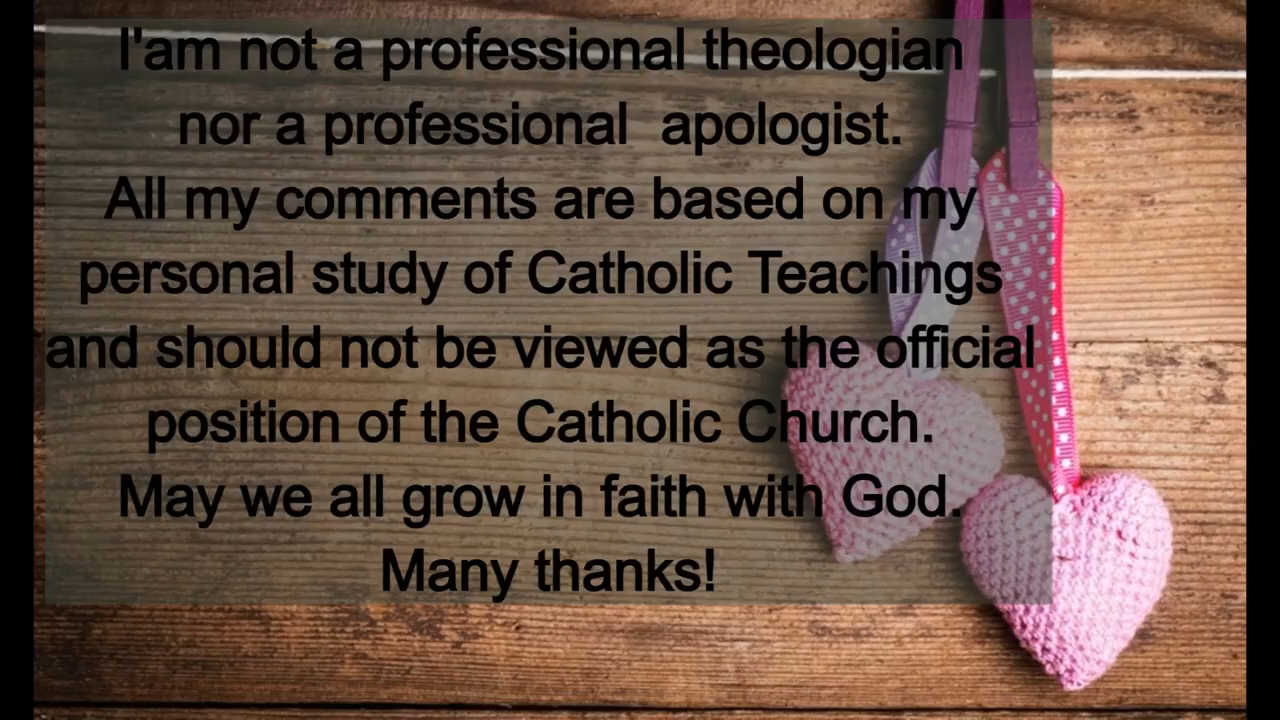 I'am not a professional theologian
nor a professional  apologist.
All my comments are based on my
personal study of Catholic Teachings
and should not be viewed as the official
position of the Catholic Church.
May we all grow in faith with God.
Many thanks!